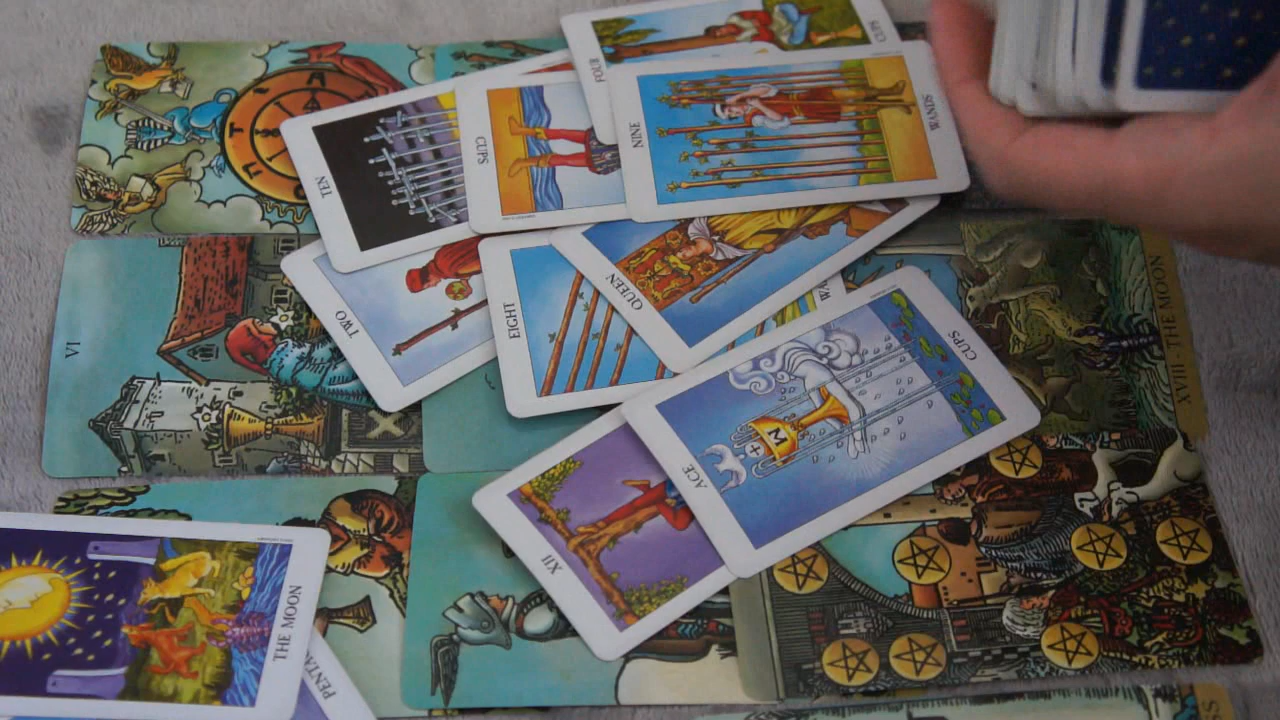 FOUR
CUPS
NINE
WANDS
TEN
CUPS
TWO
EIGHT
QUEEN
ACE
CUPS
M
XII
VI
XVIII - THE MOON
THE MOON